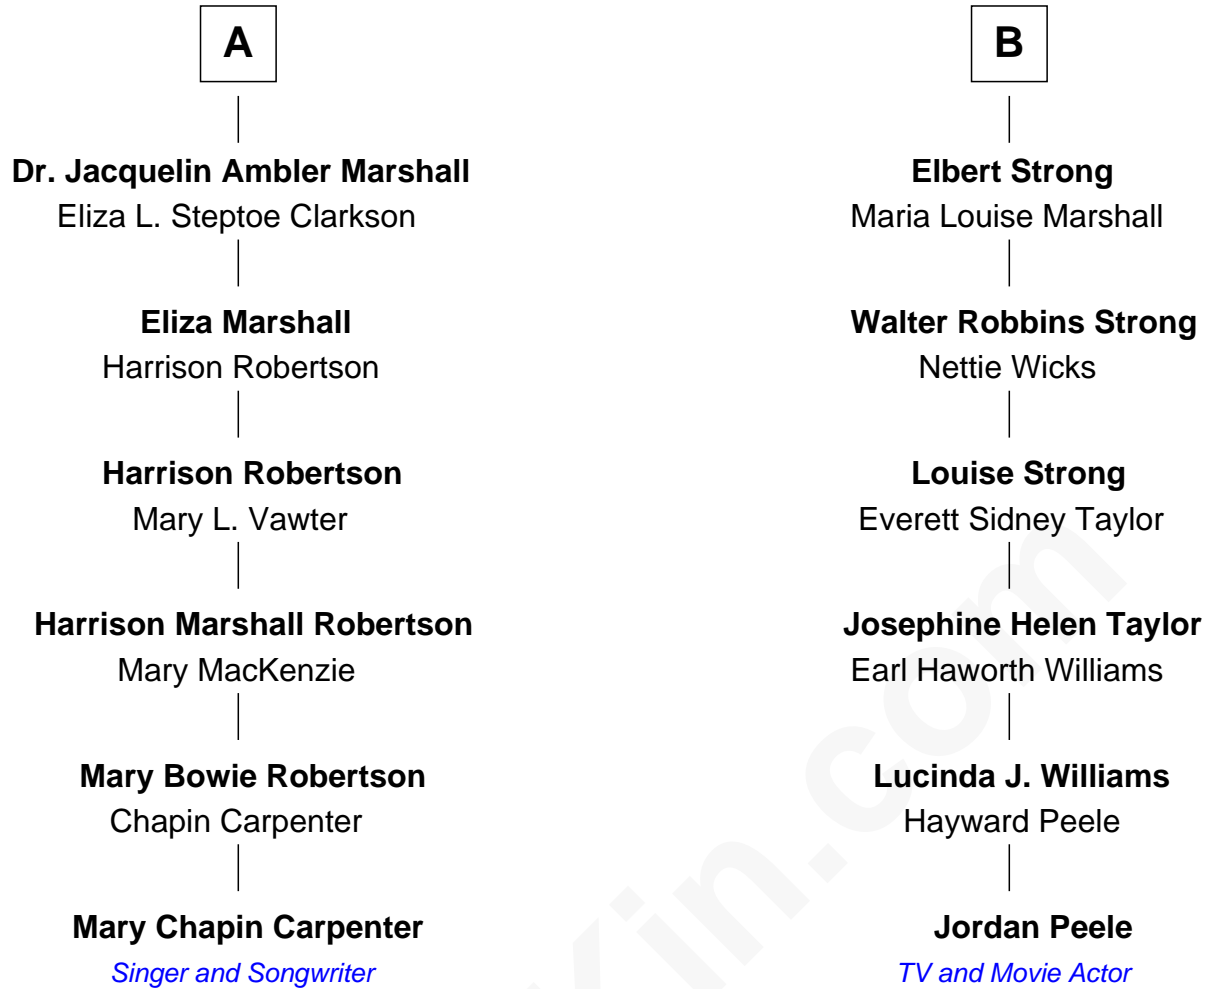 A
Dr. Jacquelin Ambler Marshall
Eliza L. Steptoe Clarkson
Eliza Marshall
Harrison Robertson
Harrison Robertson
Mary L. Vawter
Harrison Marshall Robertson
Mary MacKenzie
Mary Bowie Robertson
Chapin Carpenter
Mary Chapin Carpenter
Singer and Songwriter
B
Elbert Strong
Maria Louise Marshall
Walter Robbins Strong
Nettie Wicks
Louise Strong
Everett Sidney Taylor
Josephine Helen Taylor
Earl Haworth Williams
Lucinda J. Williams
Hayward Peele
Jordan Peele
TV and Movie Actor
Kin.com